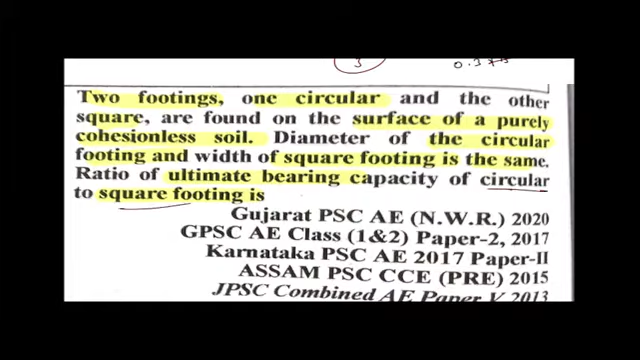 3
Two footings, one circular and the other
square, are found on the surface of a purely
cohesionless soil. Diameter of the circular
footing and width of square footing is the same.
Ratio of ultimate bearing capacity of circular
to square footing is
Gujarat PSC AE (N.W.R.) 2020
GPSC AE Class (1&2) Paper-2, 2017
Karnataka PSC AE 2017 Paper-II
ASSAM PSC CCE (PRE) 2015
JPSC Combined AE Paper V 2013